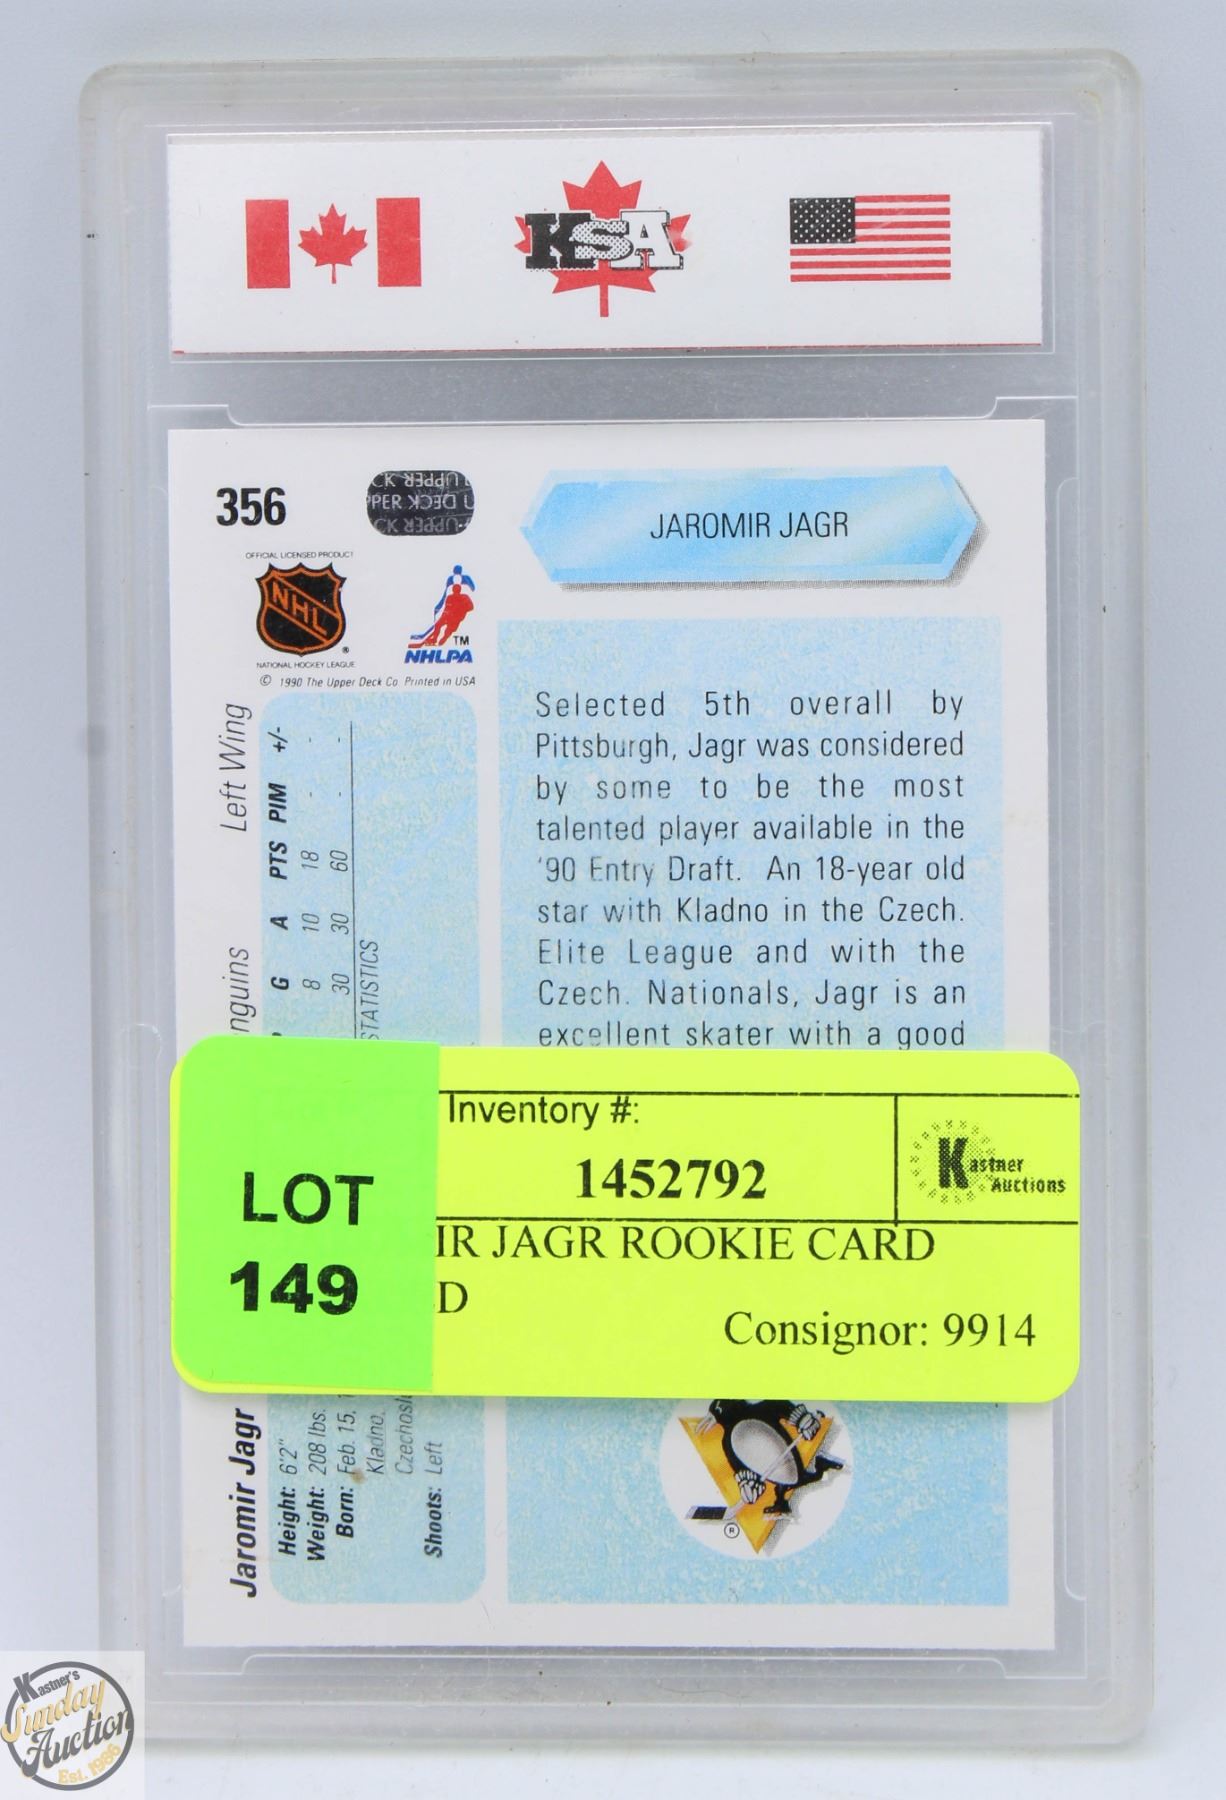 KSA
356
UPPER DECK
JAROMIR JAGR
OFFICIAL LICENSED PRODUCT
NHL
NATIONAL HOCKEY LEAGUE
TM
NHLPA
© 1990 The Upper Deck Co. Printed in USA
Selected 5th overall by
Pittsburgh, Jagr was considered
by some to be the most
talented player available in the
'90 Entry Draft. An 18-year old
star with Kladno in the Czech.
Elite League and with the
Czech. Nationals, Jagr is an
excellent skater with a good
Jaromir Jagr nguins Left Wing
Height: 6'2"
Weight: 208 lbs.
Born: Feb. 15,
Kladno,
Czechosl
Shoots: Left
G A PTS PIM +/-
8 10 18 - -
30 30 60 - -
STATISTICS
LOT
149
Inventory #:
1452792
Kastner
Auctions
IR JAGR ROOKIE CARD
D
Consignor: 9914
Kastner's
Sunday
Auction
Est. 1986